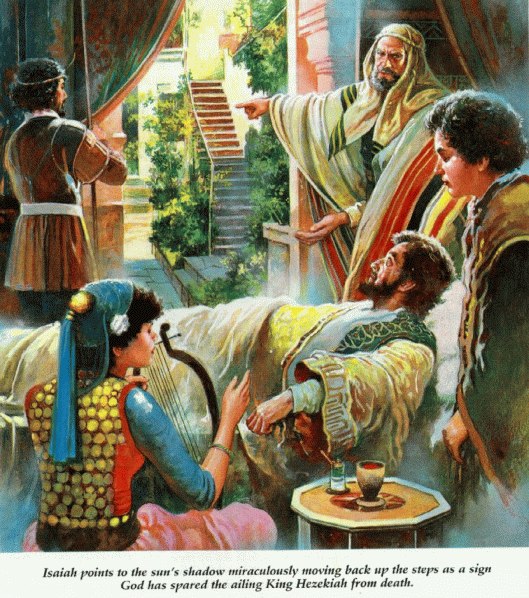 Isaiah points to the sun's shadow miraculously moving back up the steps as a sign
God has spared the ailing King Hezekiah from death.